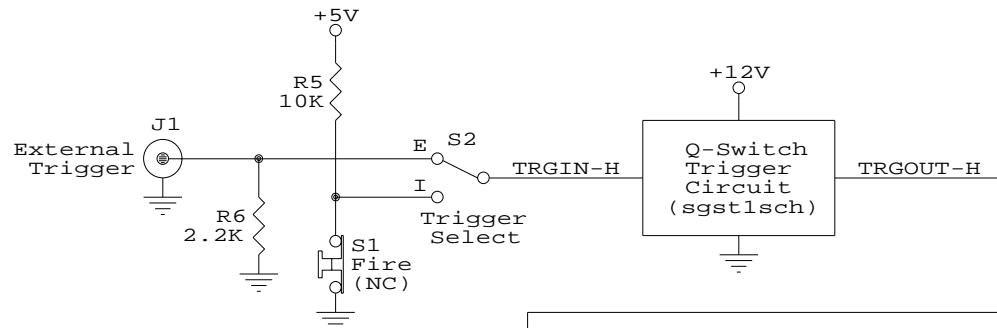 +5V
R5
10K
+12V
J1
External
Trigger
E
S2
TRGIN-H
Q-Switch
Trigger
Circuit
(sgst1sch)
TRGOUT-H
I
Trigger
Select
R6
2.2K
S1
Fire
(NC)